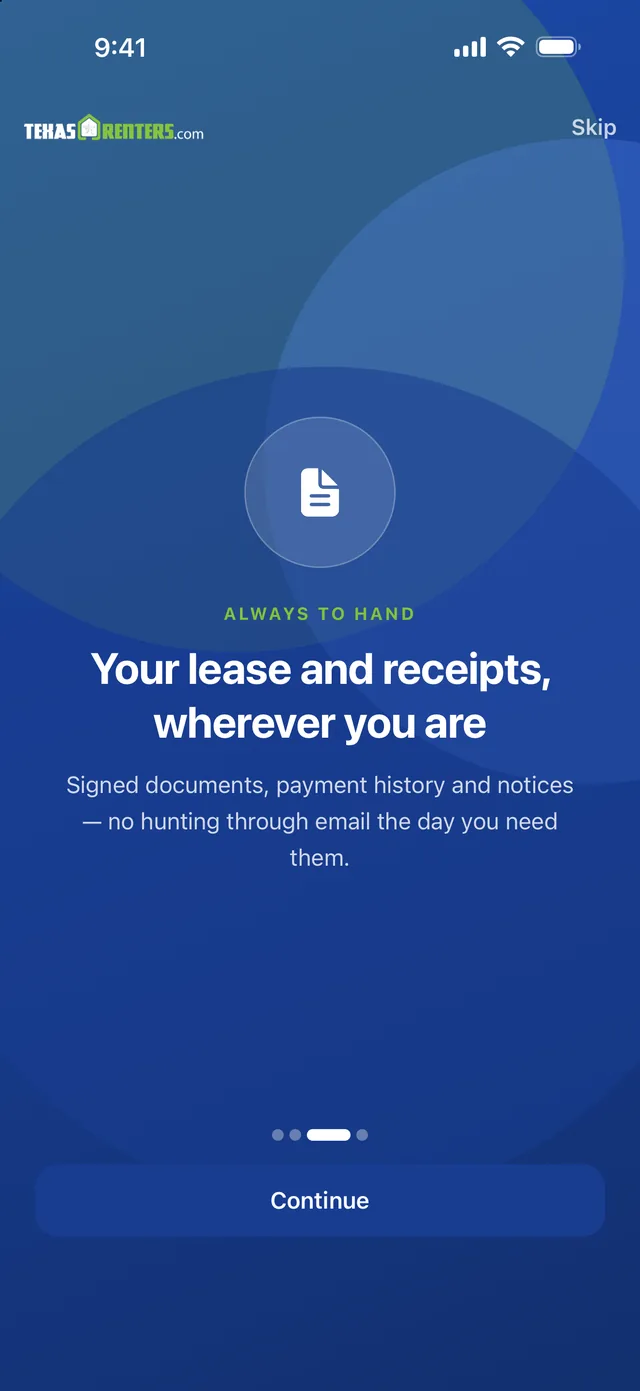 9:41
TEXAS RENTERS.com
Skip
ALWAYS TO HAND
Your lease and receipts,
wherever you are
Signed documents, payment history and notices
— no hunting through email the day you need
them.
Continue